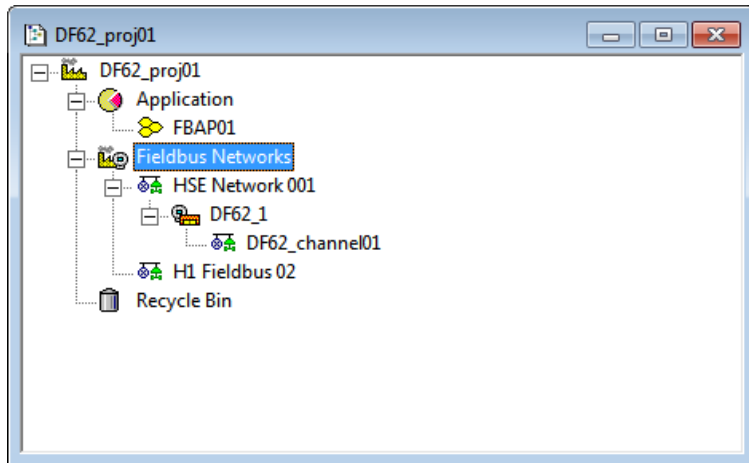 DF62_proj01
DF62_proj01
Application
FBAP01
Fieldbus Networks
HSE Network 001
DF62_1
DF62_channel01
H1 Fieldbus 02
Recycle Bin